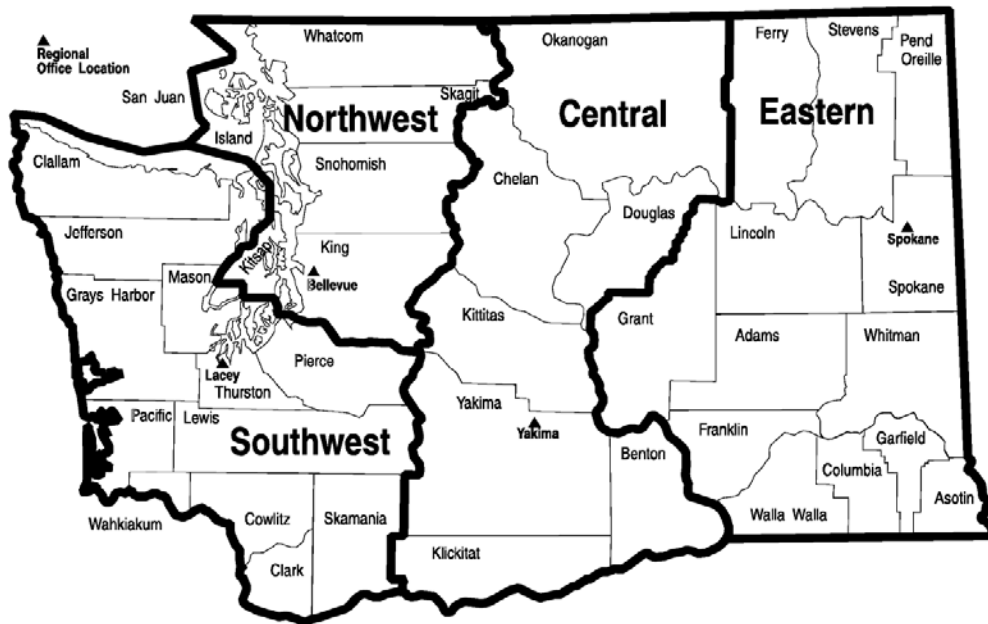 Whatcom
Okanogan
Ferry
Stevens
Pend
Oreille
▲
Regional
Office Location
San Juan
Skagit
Northwest
Central
Eastern
Island
Clallam
Snohomish
Chelan
Douglas
Jefferson
King
Kitsap
Lincoln
▲
Spokane
Mason
▲
Bellevue
Grays Harbor
Spokane
Kittitas
Grant
Adams
Whitman
Pierce
▲
Lacey
Thurston
Yakima
Pacific
Lewis
▲
Yakima
Franklin
Southwest
Garfield
Benton
Columbia
Asotin
Wahkiakum
Cowlitz
Skamania
Walla Walla
Klickitat
Clark